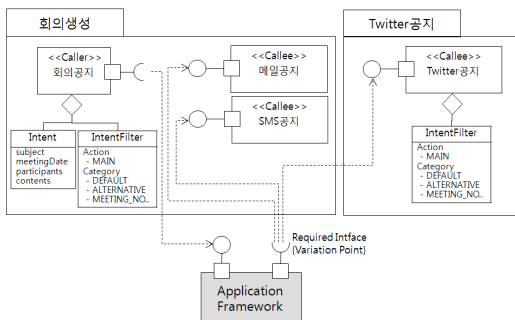 회의생성
Twitter공지
<<Caller>>
회의공지
<<Callee>>
메일공지
<<Callee>>
Twitter공지
<<Callee>>
SMS공지
Intent
subject
meetingDate
participants
contents
IntentFilter
Action
- MAIN
Category
- DEFAULT
- ALTERNATIVE
- MEETING_NO..
IntentFilter
Action
- MAIN
Category
- DEFAULT
- ALTERNATIVE
- MEETING_NO..
Required Intface
{Variation Point}
Application
Framework